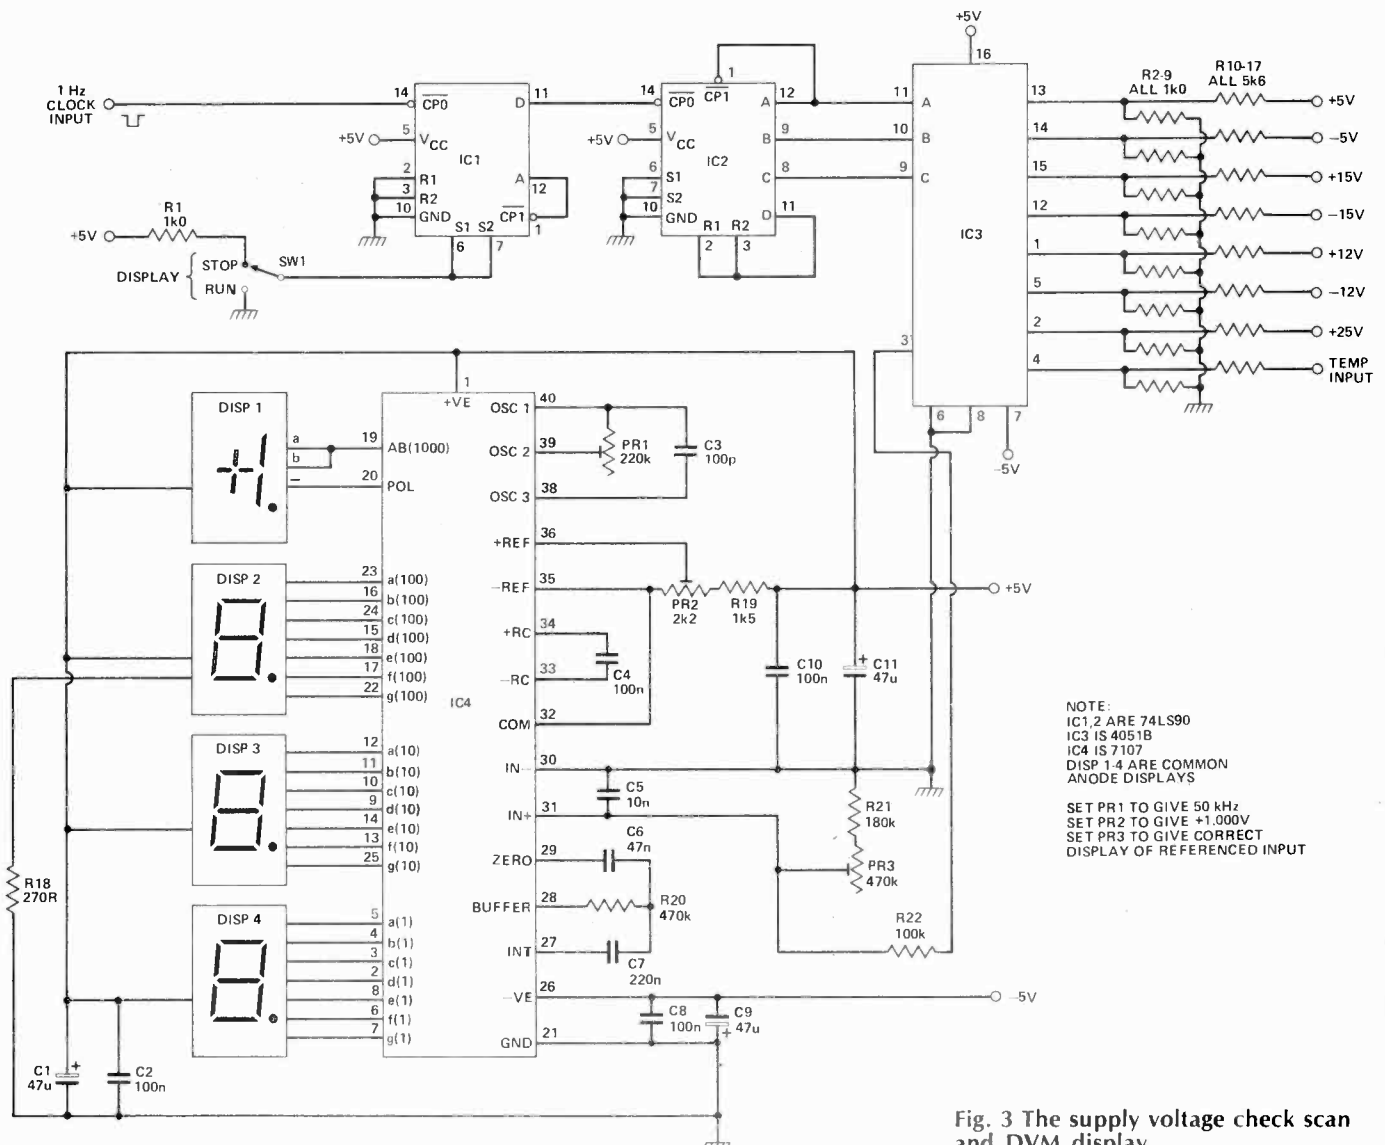 +5V
1 Hz
CLOCK
INPUT
14
CP0
D
11
5
+5V
VCC
IC1
2
R1
3
R2
10
GND
A
12
CP1
1
S1
S2
6
7
R1
1k0
+5V
STOP
DISPLAY
RUN
SW1
1
14
CP0
CP1
A
12
5
+5V
VCC
IC2
B
9
6
S1
7
S2
10
GND
C
8
D
11
R1
R2
2
3
16
11
A
10
B
9
C
IC3
13
14
15
12
1
5
2
4
3
6
8
7
-5V
R2-9
ALL 1k0
R10-17
ALL 5k6
+5V
-5V
+15V
-15V
+12V
-12V
+25V
TEMP
INPUT
DISP 1
a
b
−
19
AB(1000)
20
POL
1
+VE
OSC 1
40
OSC 2
39
OSC 3
38
PR1
220k
C3
100p
+REF
36
-REF
35
PR2
2k2
R19
1k5
+5V
+RC
34
-RC
33
C4
100n
COM
32
C10
100n
+
C11
47u
DISP 2
23
a(100)
16
b(100)
24
c(100)
15
d(100)
18
e(100)
17
f(100)
22
g(100)
IC4
DISP 3
12
a(10)
11
b(10)
10
c(10)
9
d(10)
14
e(10)
13
f(10)
25
g(10)
IN-
30
C5
10n
IN+
31
R21
180k
PR3
470k
ZERO
29
C6
47n
BUFFER
28
R20
470k
INT
27
C7
220n
R22
100k
R18
270R
DISP 4
5
a(1)
4
b(1)
3
c(1)
2
d(1)
8
e(1)
6
f(1)
7
g(1)
-VE
26
-5V
C8
100n
C9
47u
+
GND
21
C1
47u
+
C2
100n
NOTE:
IC1,2 ARE 74LS90
IC3 IS 4051B
IC4 IS 7107
DISP 1-4 ARE COMMON
ANODE DISPLAYS
SET PR1 TO GIVE 50 kHz
SET PR2 TO GIVE +1.000V
SET PR3 TO GIVE CORRECT
DISPLAY OF REFERENCED INPUT
Fig. 3 The supply voltage check scan
and DVM display